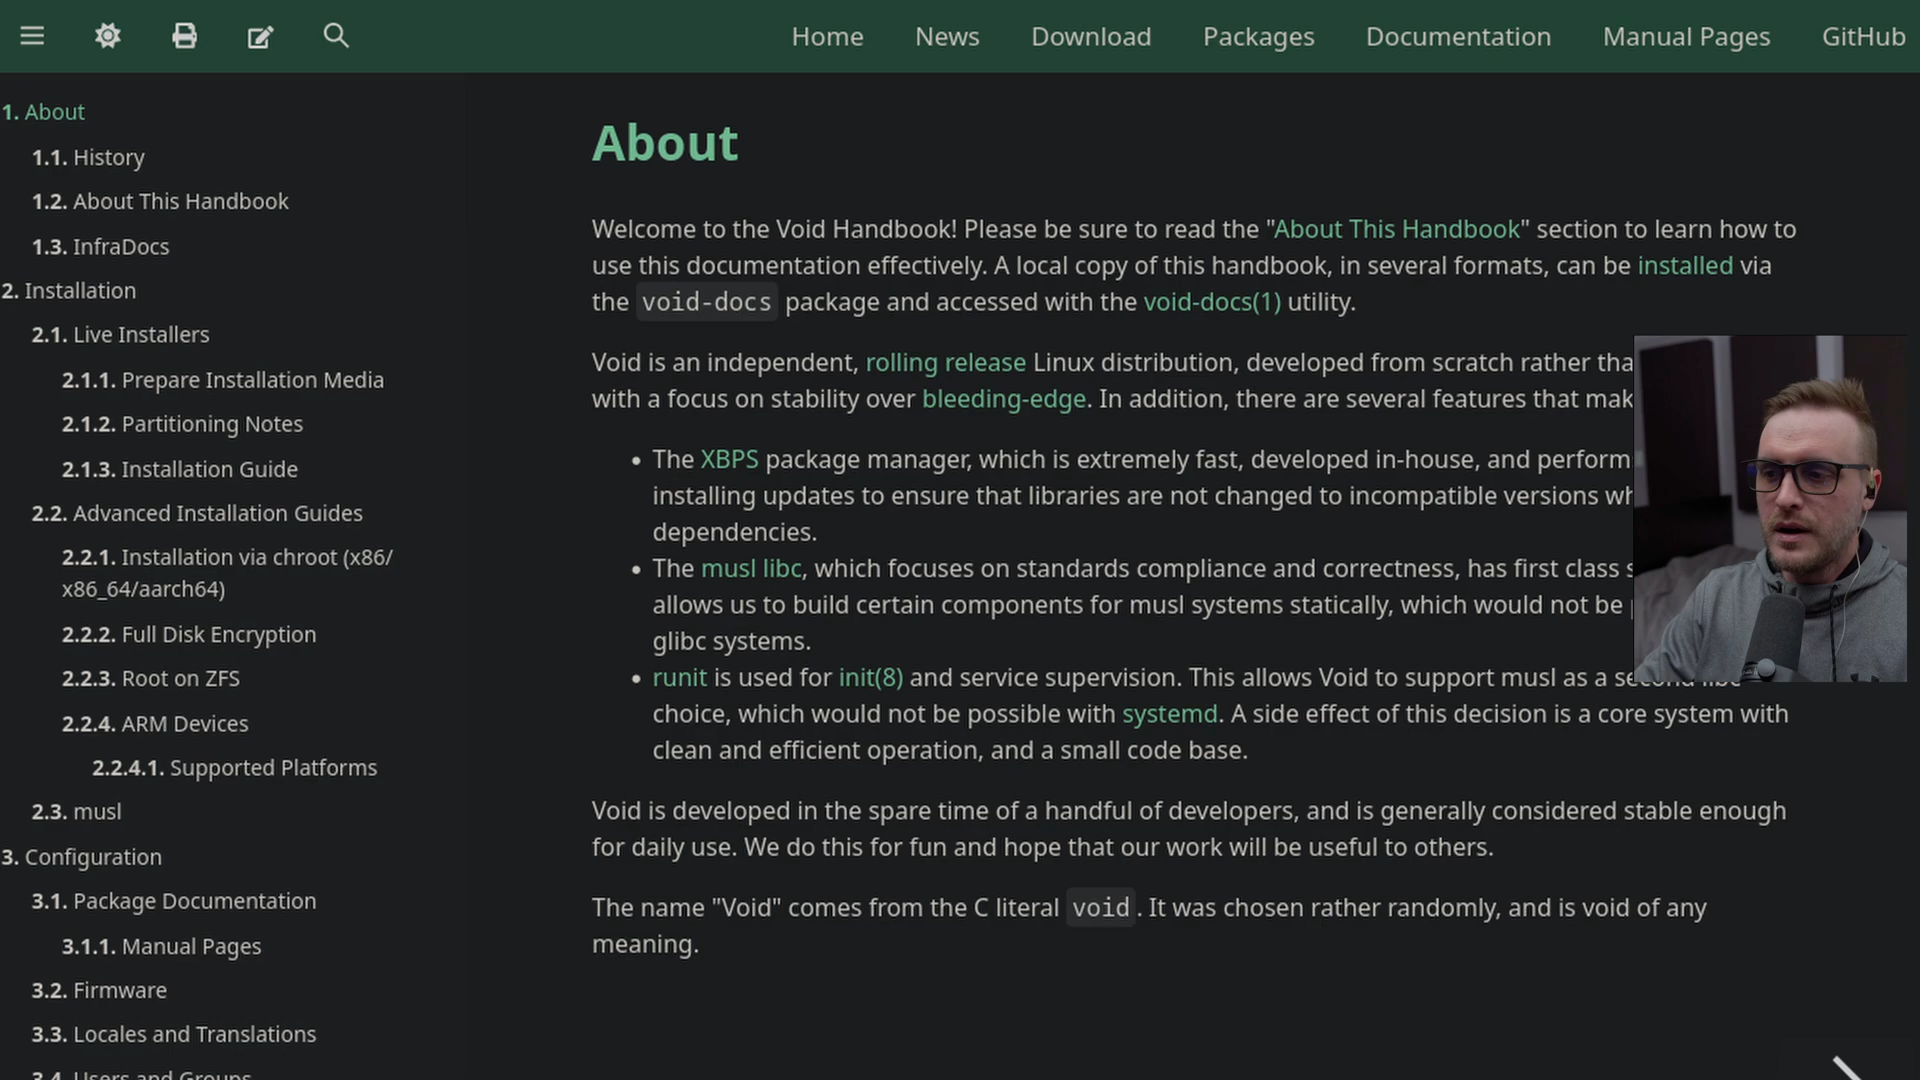 Home News Download Packages Documentation Manual Pages GitHub
1. About
1.1. History
1.2. About This Handbook
1.3. InfraDocs
2. Installation
2.1. Live Installers
2.1.1. Prepare Installation Media
2.1.2. Partitioning Notes
2.1.3. Installation Guide
2.2. Advanced Installation Guides
2.2.1. Installation via chroot (x86/
x86_64/aarch64)
2.2.2. Full Disk Encryption
2.2.3. Root on ZFS
2.2.4. ARM Devices
2.2.4.1. Supported Platforms
2.3. musl
3. Configuration
3.1. Package Documentation
3.1.1. Manual Pages
3.2. Firmware
3.3. Locales and Translations
3.4. Users and Groups
About
Welcome to the Void Handbook! Please be sure to read the "About This Handbook" section to learn how to
use this documentation effectively. A local copy of this handbook, in several formats, can be installed via
the void-docs package and accessed with the void-docs(1) utility.
Void is an independent, rolling release Linux distribution, developed from scratch rather
with a focus on stability over bleeding-edge. In addition, there are several features that
• The XBPS package manager, which is extremely fast, developed in-house, and
installing updates to ensure that libraries are not changed to incompatible versions
dependencies.
• The musl libc, which focuses on standards compliance and correctness, has first class
allows us to build certain components for musl systems statically, which would not be
glibc systems.
• runit is used for init(8) and service supervision. This allows Void to support musl as a
choice, which would not be possible with systemd. A side effect of this decision is a core system with
clean and efficient operation, and a small code base.
Void is developed in the spare time of a handful of developers, and is generally considered stable enough
for daily use. We do this for fun and hope that our work will be useful to others.
The name "Void" comes from the C literal void. It was chosen rather randomly, and is void of any
meaning.